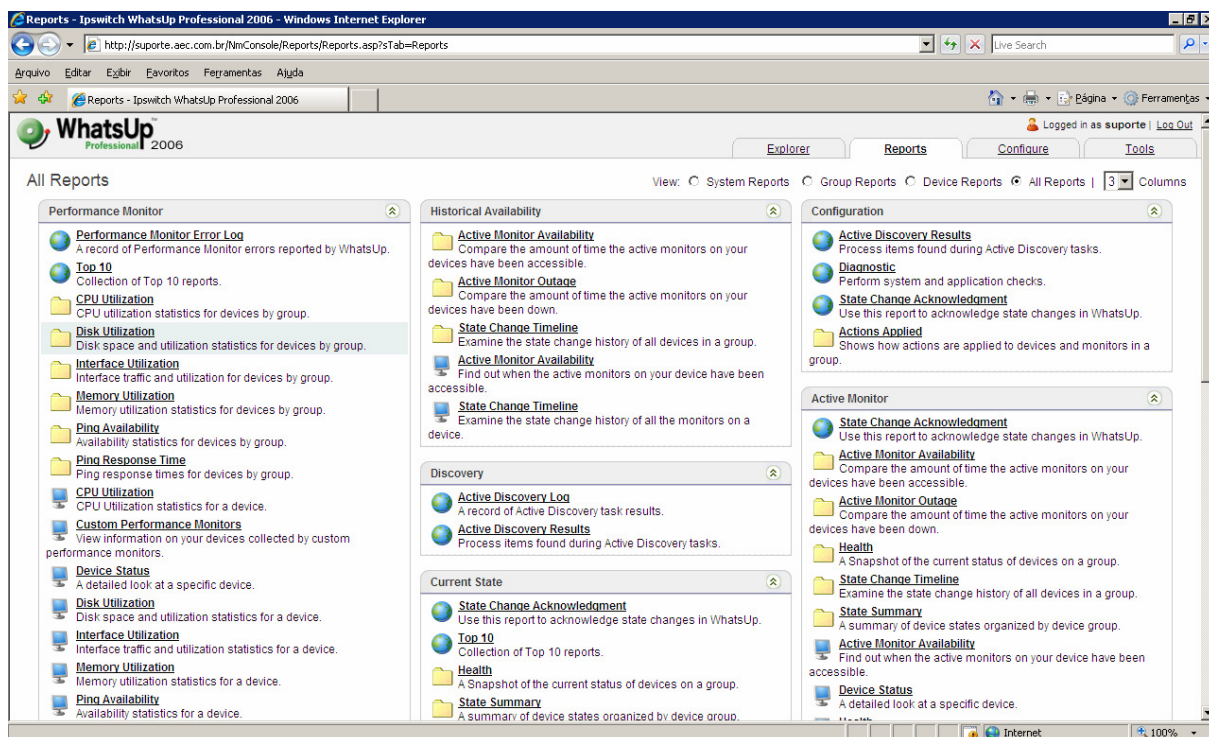 Reports - Ipswitch WhatsUp Professional 2006 - Windows Internet Explorer
http://suporte.aec.com.br/NmConsole/Reports/Reports.asp?sTab=Reports
Live Search
Arquivo Editar Exibir Favoritos Ferramentas Ajuda
Reports - Ipswitch WhatsUp Professional 2006
Página Ferramentas
WhatsUp
Professional 2006
Logged in as suporte | Log Out
Explorer Reports Configure Tools
All Reports
View: System Reports Group Reports Device Reports All Reports | 3 Columns
Performance Monitor
Performance Monitor Error Log
A record of Performance Monitor errors reported by WhatsUp.
Top 10
Collection of Top 10 reports.
CPU Utilization
CPU utilization statistics for devices by group.
Disk Utilization
Disk space and utilization statistics for devices by group.
Interface Utilization
Interface traffic and utilization for devices by group.
Memory Utilization
Memory utilization statistics for devices by group.
Ping Availability
Availability statistics for devices by group.
Ping Response Time
Ping response times for devices by group.
CPU Utilization
CPU Utilization statistics for a device.
Custom Performance Monitors
View information on your devices collected by custom
performance monitors.
Device Status
A detailed look at a specific device.
Disk Utilization
Disk space and utilization statistics for a device.
Interface Utilization
Interface traffic and utilization statistics for a device.
Memory Utilization
Memory utilization statistics for a device.
Ping Availability
Availability statistics for a device.
Historical Availability
Active Monitor Availability
Compare the amount of time the active monitors on your
devices have been accessible.
Active Monitor Outage
Compare the amount of time the active monitors on your
devices have been down.
State Change Timeline
Examine the state change history of all devices in a group.
Active Monitor Availability
Find out when the active monitors on your device have been
accessible.
State Change Timeline
Examine the state change history of all the monitors on a
device.
Discovery
Active Discovery Log
A record of Active Discovery task results.
Active Discovery Results
Process items found during Active Discovery tasks.
Current State
State Change Acknowledgment
Use this report to acknowledge state changes in WhatsUp.
Top 10
Collection of Top 10 reports.
Health
A Snapshot of the current status of devices on a group.
State Summary
A summary of device states organized by device group.
Configuration
Active Discovery Results
Process items found during Active Discovery tasks.
Diagnostic
Perform system and application checks.
State Change Acknowledgment
Use this report to acknowledge state changes in WhatsUp.
Actions Applied
Shows how actions are applied to devices and monitors in a
group.
Active Monitor
State Change Acknowledgment
Use this report to acknowledge state changes in WhatsUp.
Active Monitor Availability
Compare the amount of time the active monitors on your
devices have been accessible.
Active Monitor Outage
Compare the amount of time the active monitors on your
devices have been down.
Health
A Snapshot of the current status of devices on a group.
State Change Timeline
Examine the state change history of all devices in a group.
State Summary
A summary of device states organized by device group.
Active Monitor Availability
Find out when the active monitors on your device have been
accessible.
Device Status
A detailed look at a specific device.
Internet 100%